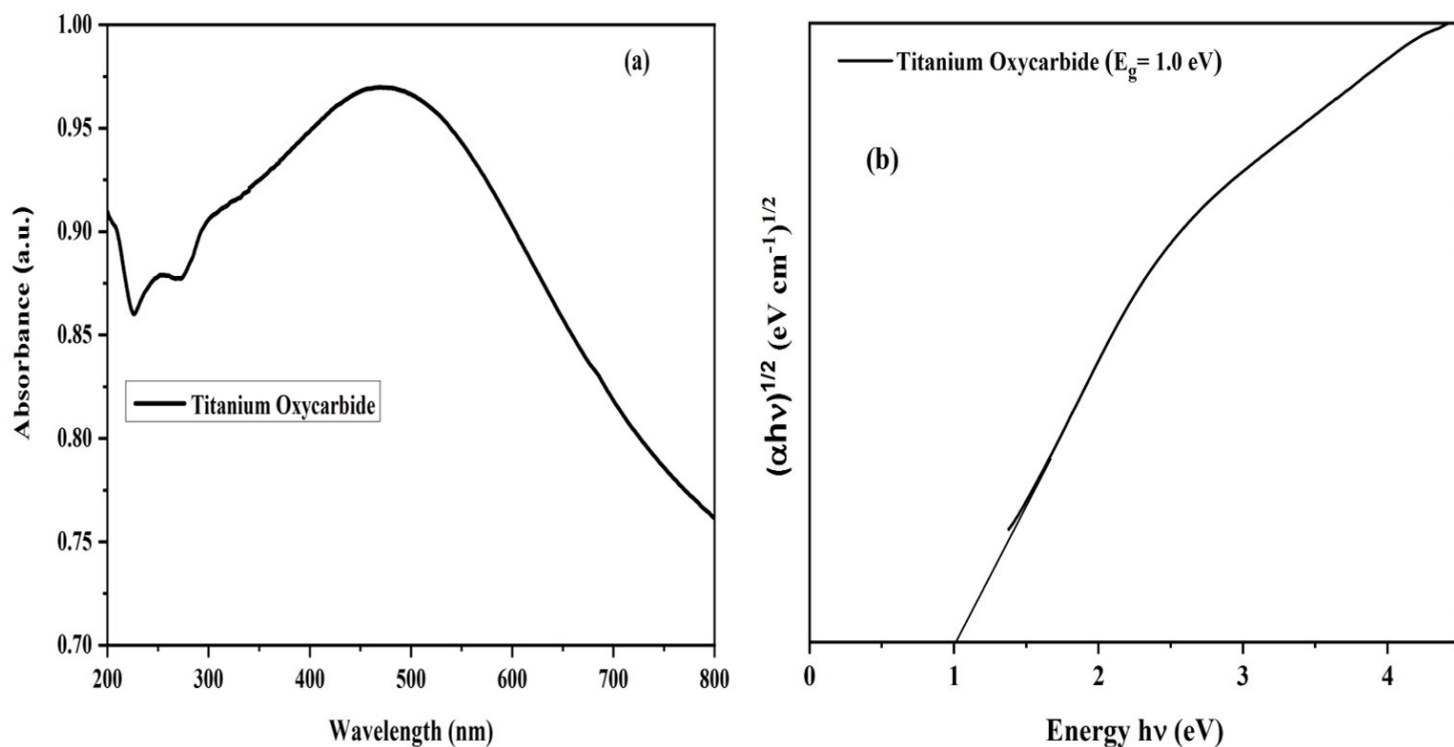 (a)
Absorbance (a.u.)
1.00
0.95
0.90
0.85
0.80
0.75
0.70
Titanium Oxycarbide
200 300 400 500 600 700 800
Wavelength (nm)
Titanium Oxycarbide (E_g= 1.0 eV)
(b)
(αhν)^1/2 (eV cm^-1)^1/2
0 1 2 3 4
Energy hν (eV)